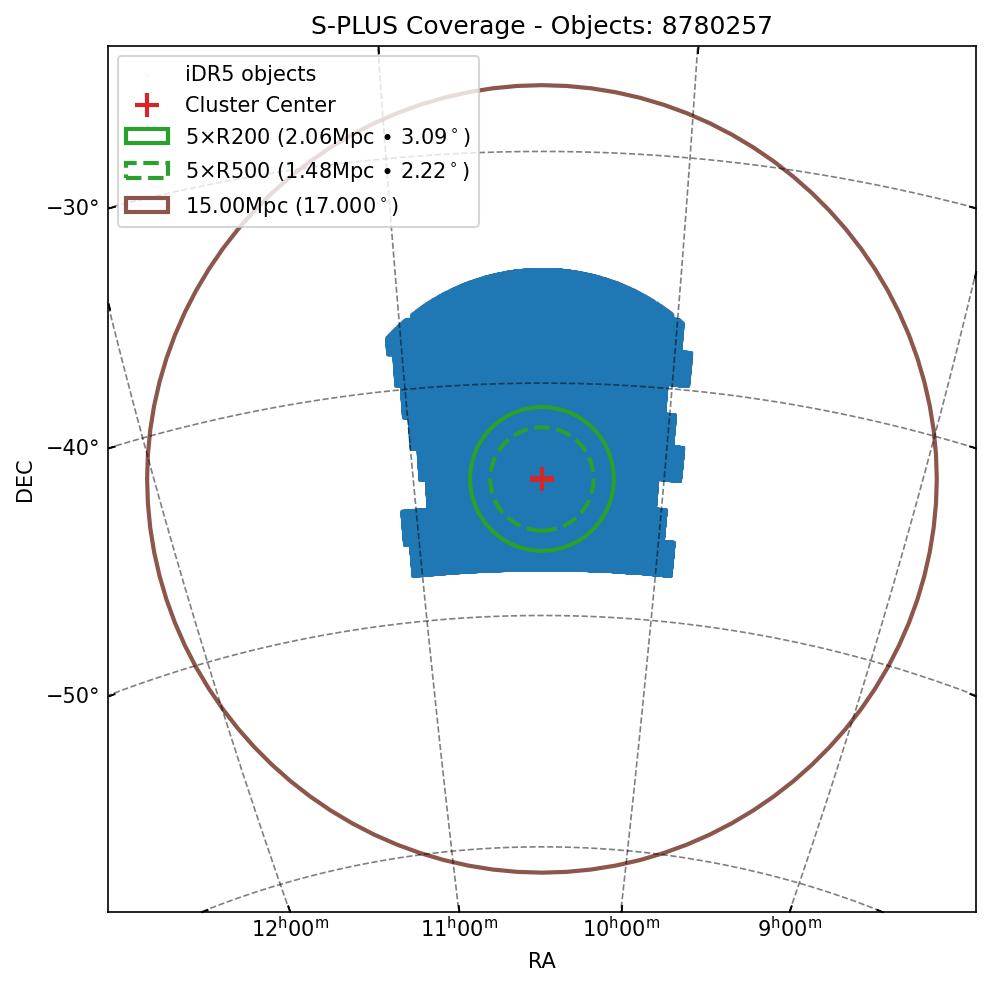 S-PLUS Coverage - Objects: 8780257
iDR5 objects
Cluster Center
5×R200 (2.06Mpc • 3.09°)
5×R500 (1.48Mpc • 2.22°)
15.00Mpc (17.000°)
−30°
−40°
−50°
DEC
12h00m 11h00m 10h00m 9h00m
RA